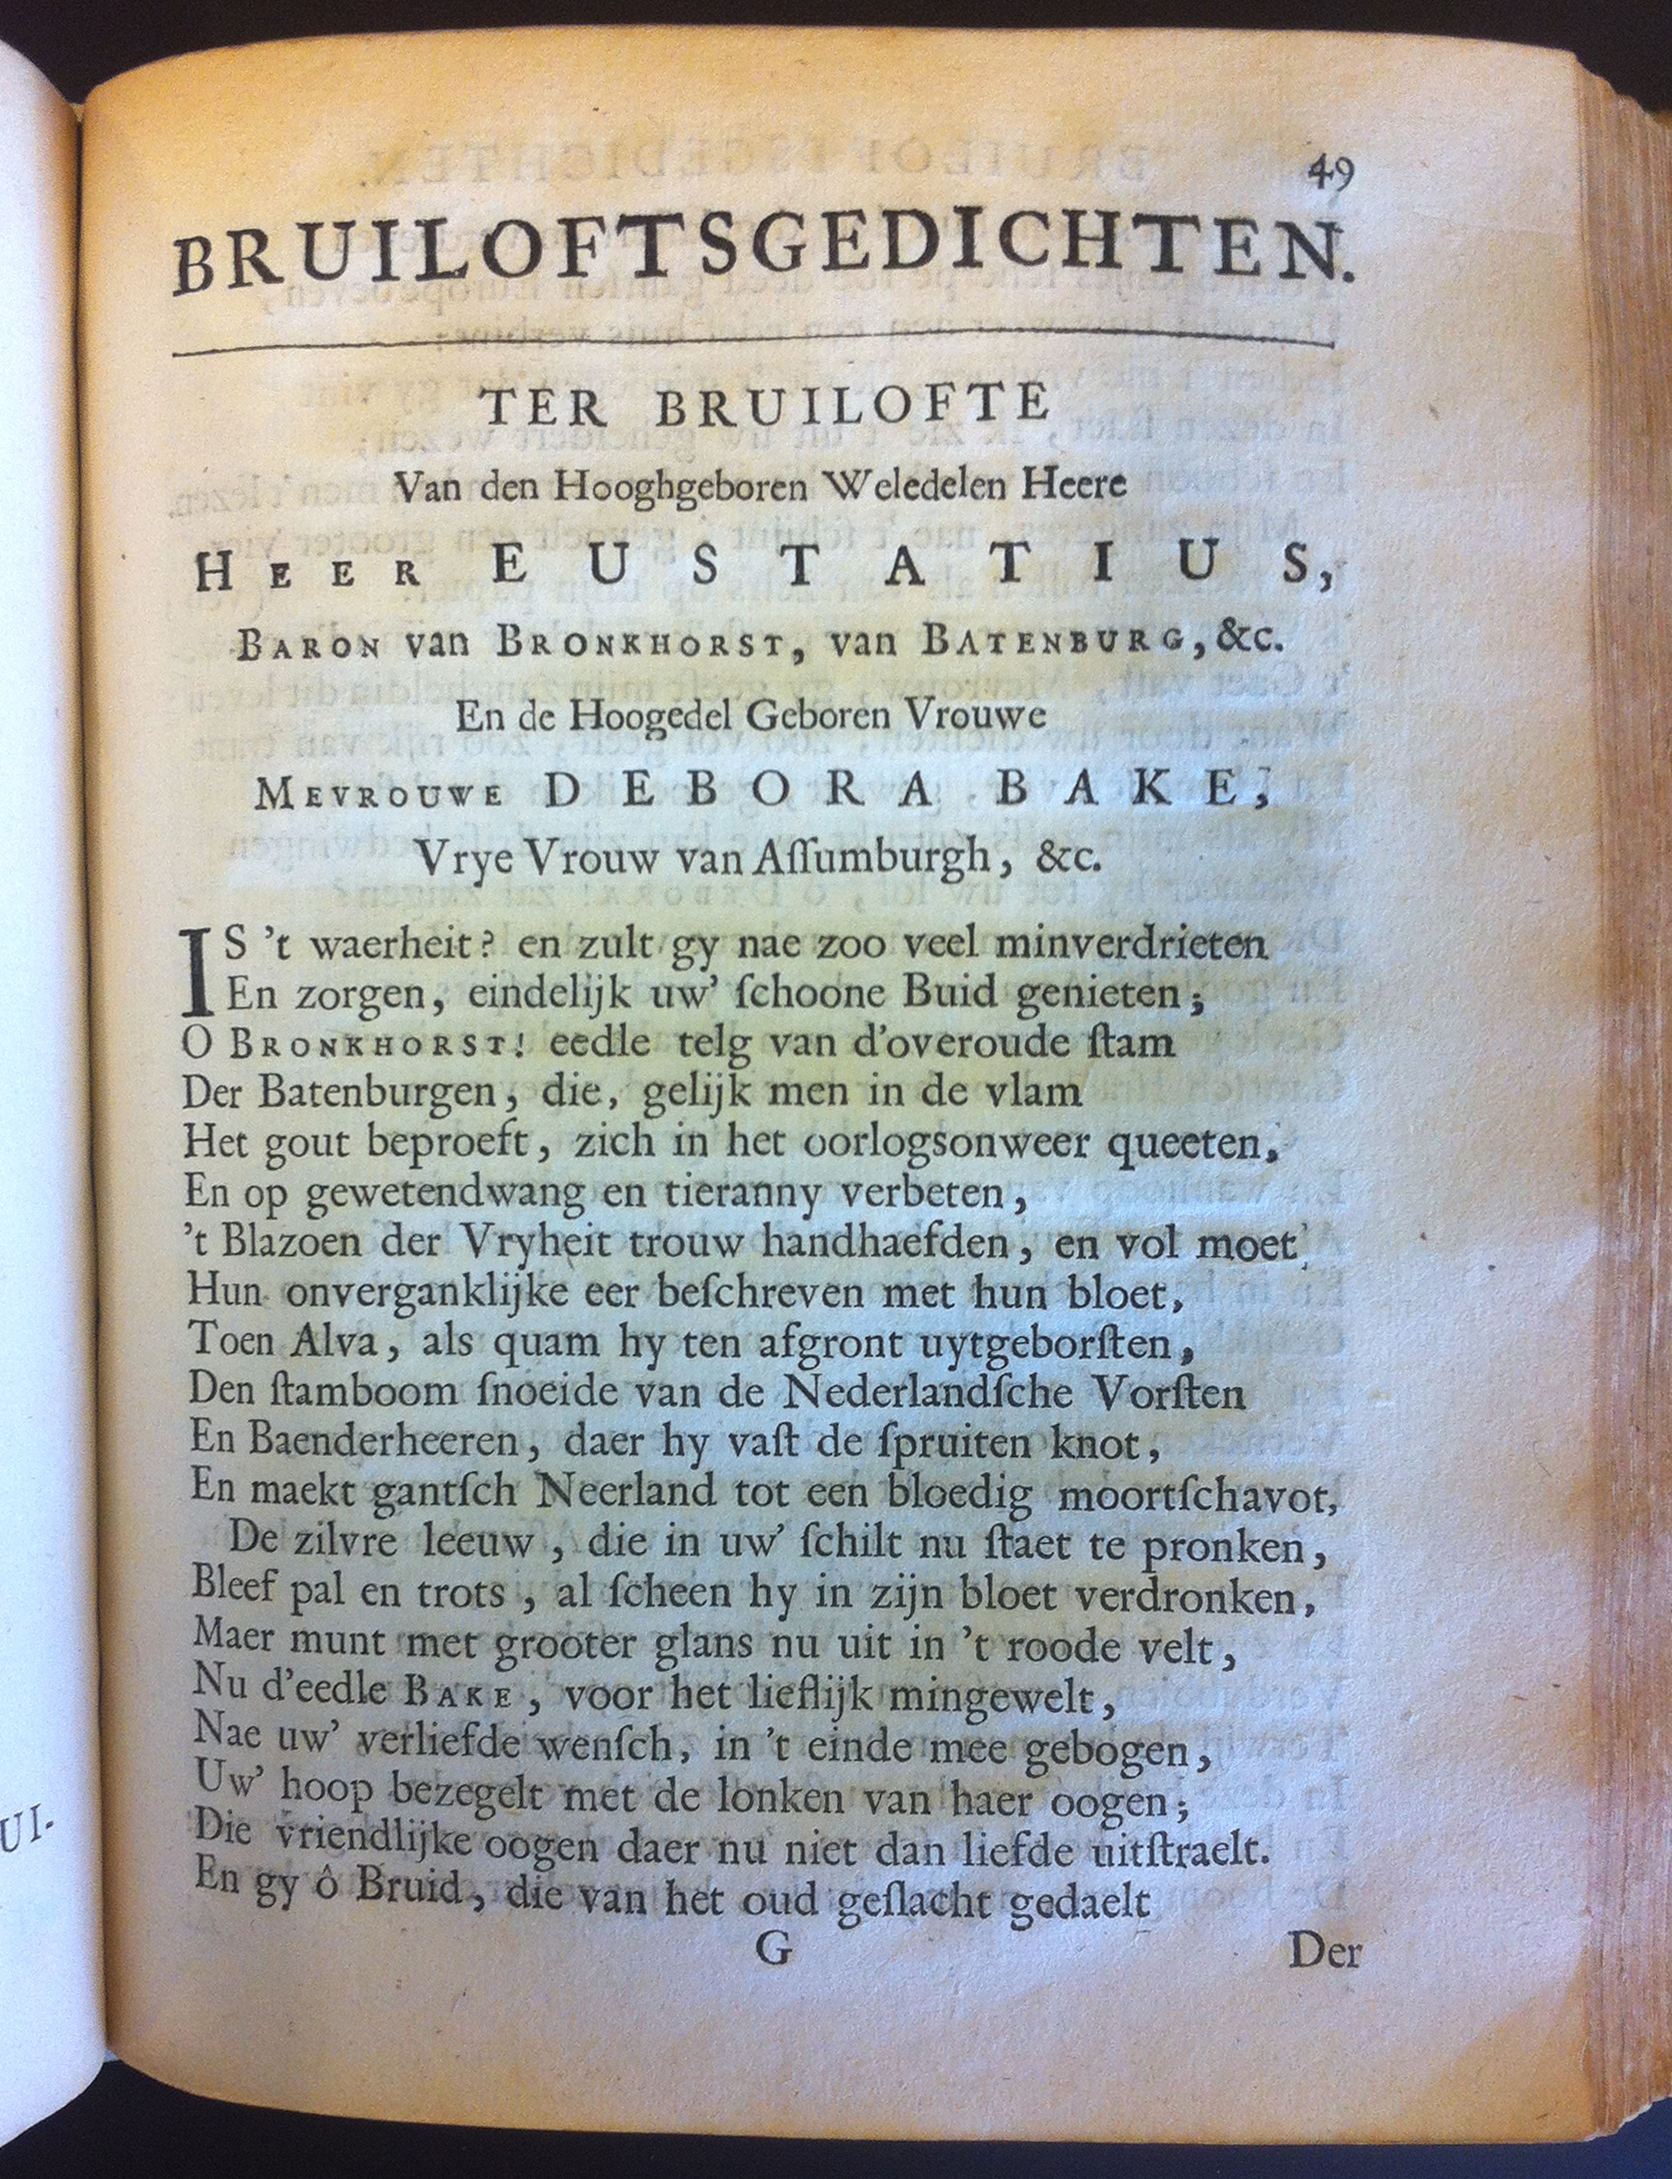 49
BRUILOFTSGEDICHTEN.
TER BRUILOFTE
Van den Hooghgeboren Weledelen Heere
HEER EUSTATIUS,
BARON van BRONKHORST, van BATENBURG, &c.
En de Hoogedel Geboren Vrouwe
MEVROUWE DEBORA BAKE,
Vrye Vrouw van Aſſumburgh, &c.
IS 't waerheit? en zult gy nae zoo veel minverdrieten
En zorgen, eindelijk uw' ſchoone Buid genieten;
O BRONKHORST! eedle telg van d'overoude ſtam
Der Batenburgen, die, gelijk men in de vlam
Het gout beproeft, zich in het oorlogsonweer queeten,
En op gewetendwang en tieranny verbeten,
't Blazoen der Vryheit trouw handhaefden, en vol moet
Hun onverganklijke eer beſchreven met hun bloet,
Toen Alva, als quam hy ten afgront uytgeborſten,
Den ſtamboom ſnoeide van de Nederlandſche Vorſten
En Baenderheeren, daer hy vaſt de ſpruiten knot,
En maekt gantſch Neerland tot een bloedig moortſchavot,
De zilvre leeuw, die in uw' ſchilt nu ſtaet te pronken,
Bleef pal en trots, al ſcheen hy in zijn bloet verdronken,
Maer munt met grooter glans nu uit in 't roode velt,
Nu d'eedle BAKE, voor het lieflijk mingewelt,
Nae uw' verliefde wenſch, in 't einde mee gebogen,
Uw' hoop bezegelt met de lonken van haer oogen;
Die vriendlijke oogen daer nu niet dan liefde uitſtraelt.
En gy ô Bruid, die van het oud geſlacht gedaelt
G Der
UI-